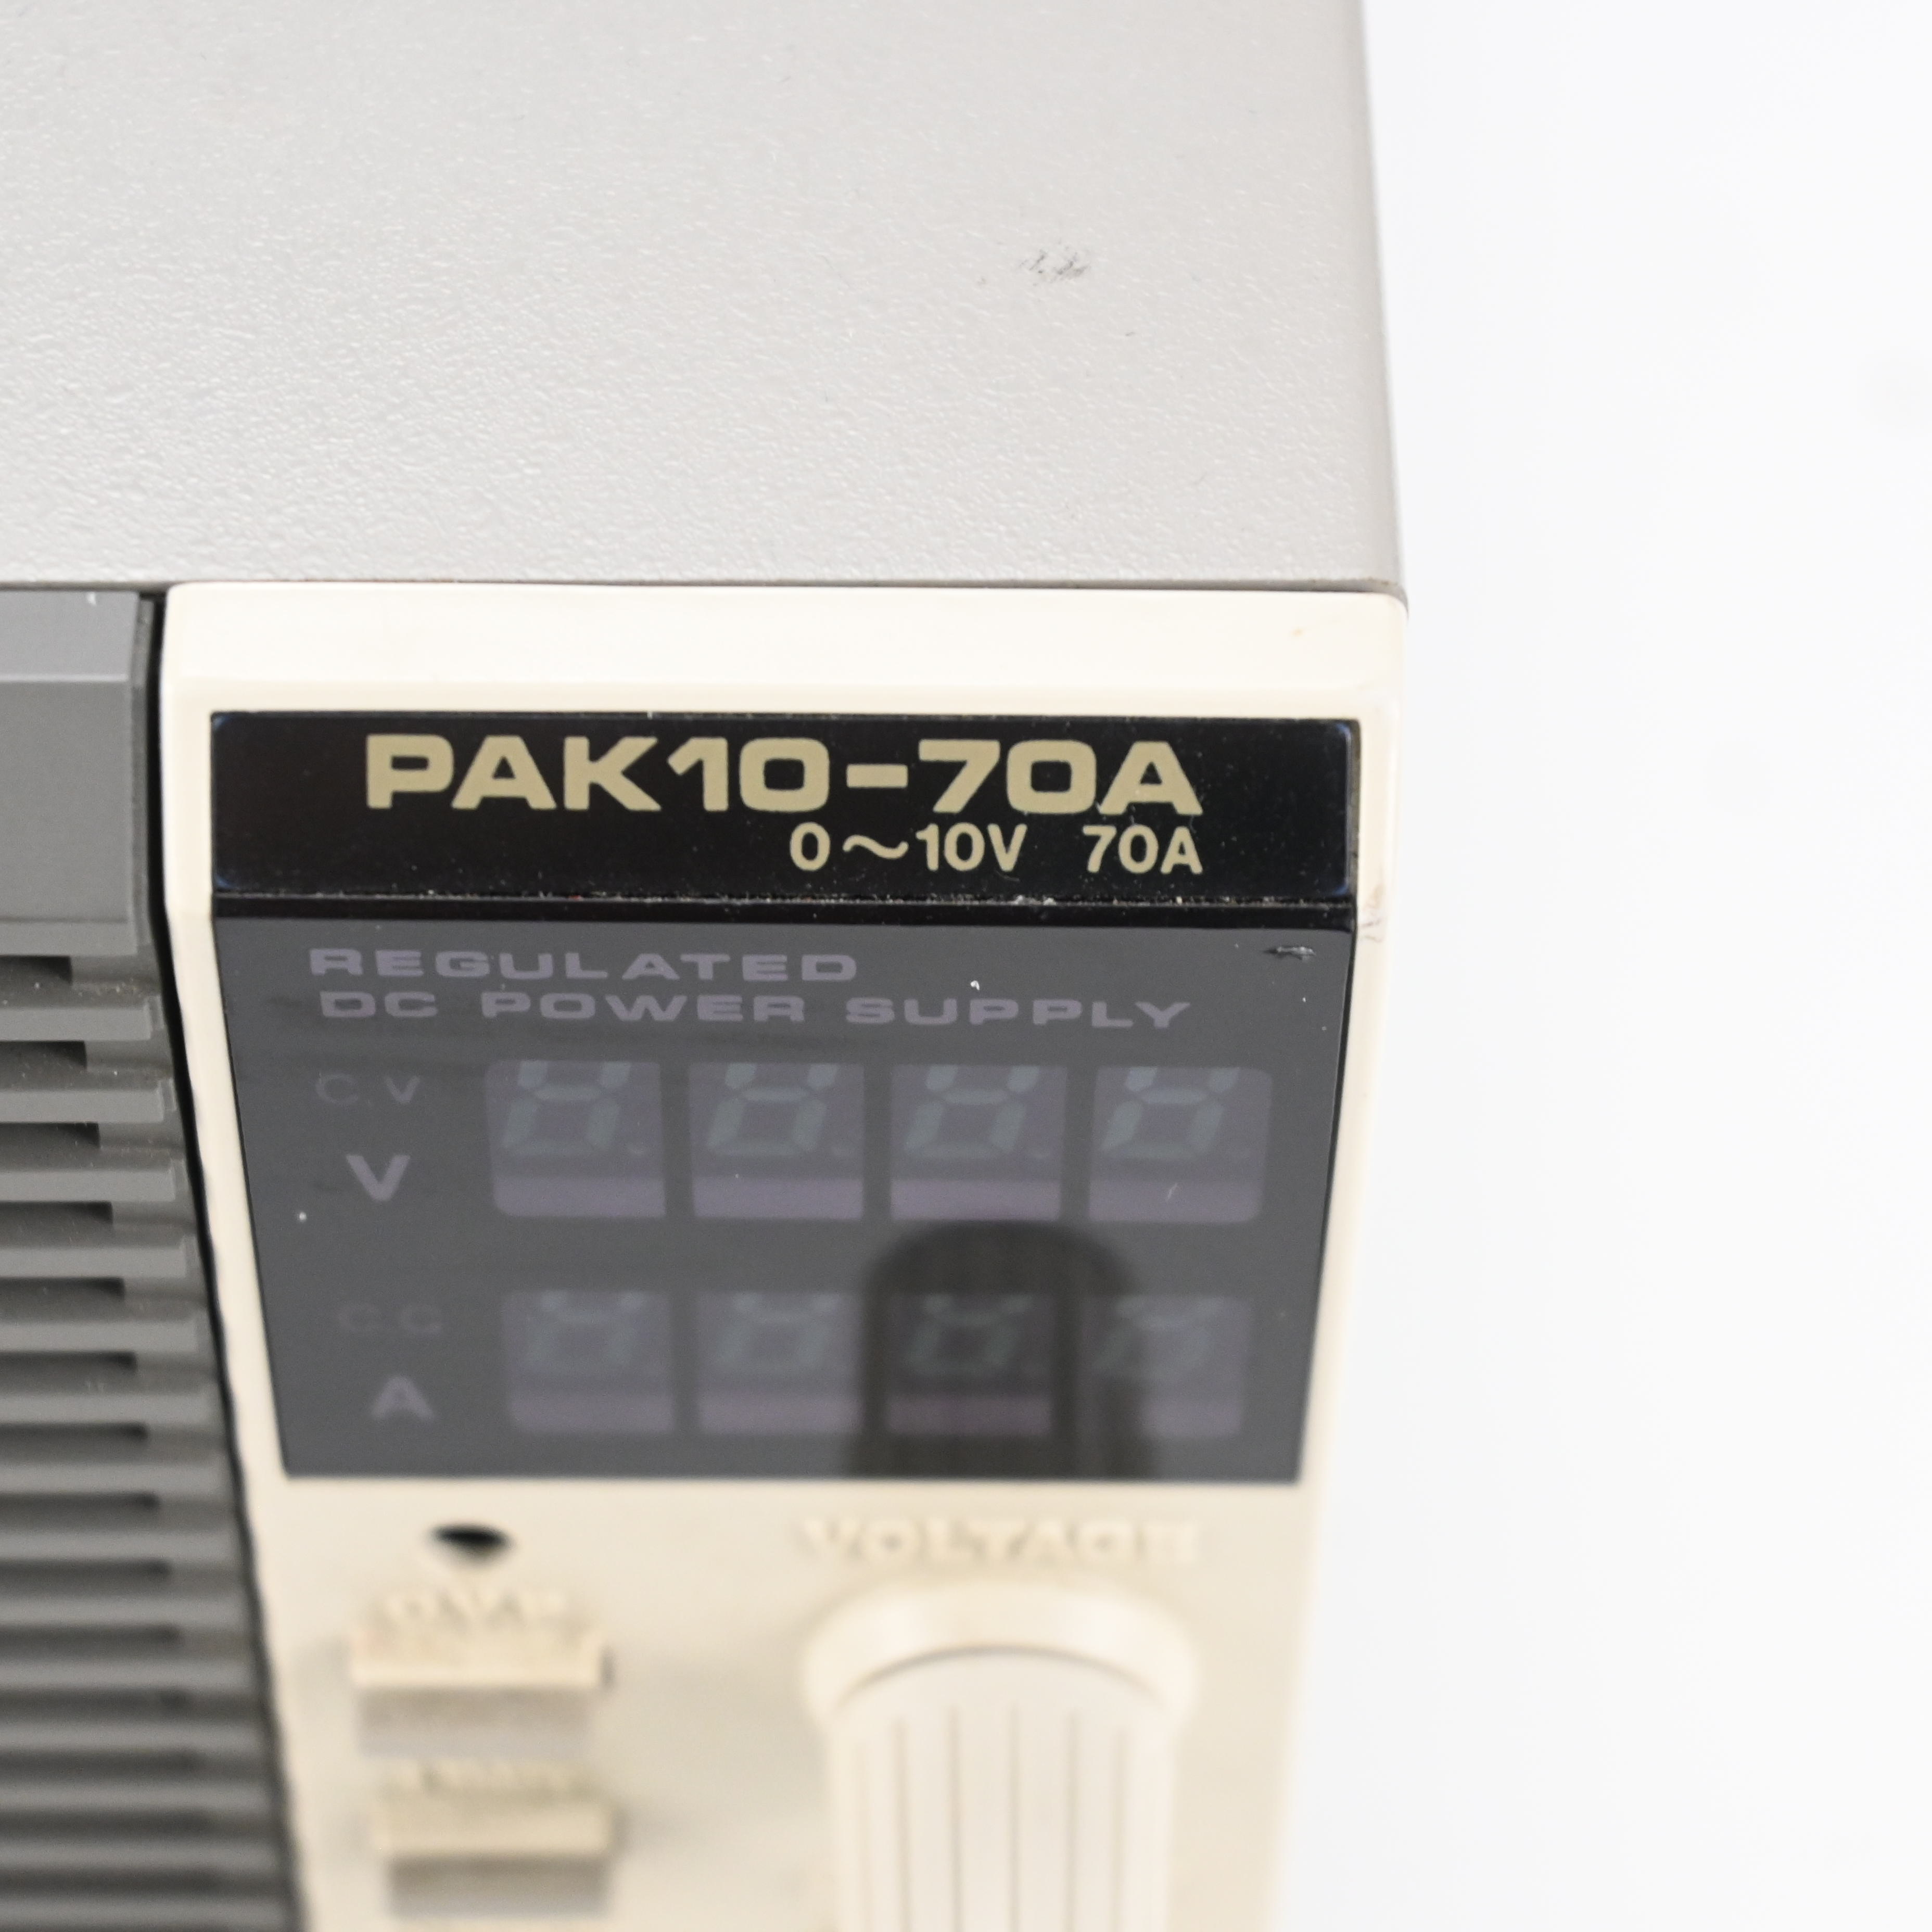 PAK10-70A
0～10V 70A
REGULATED
DC POWER SUPPLY
C.V
V
C.C
A
VOLTAGE
O.V.P